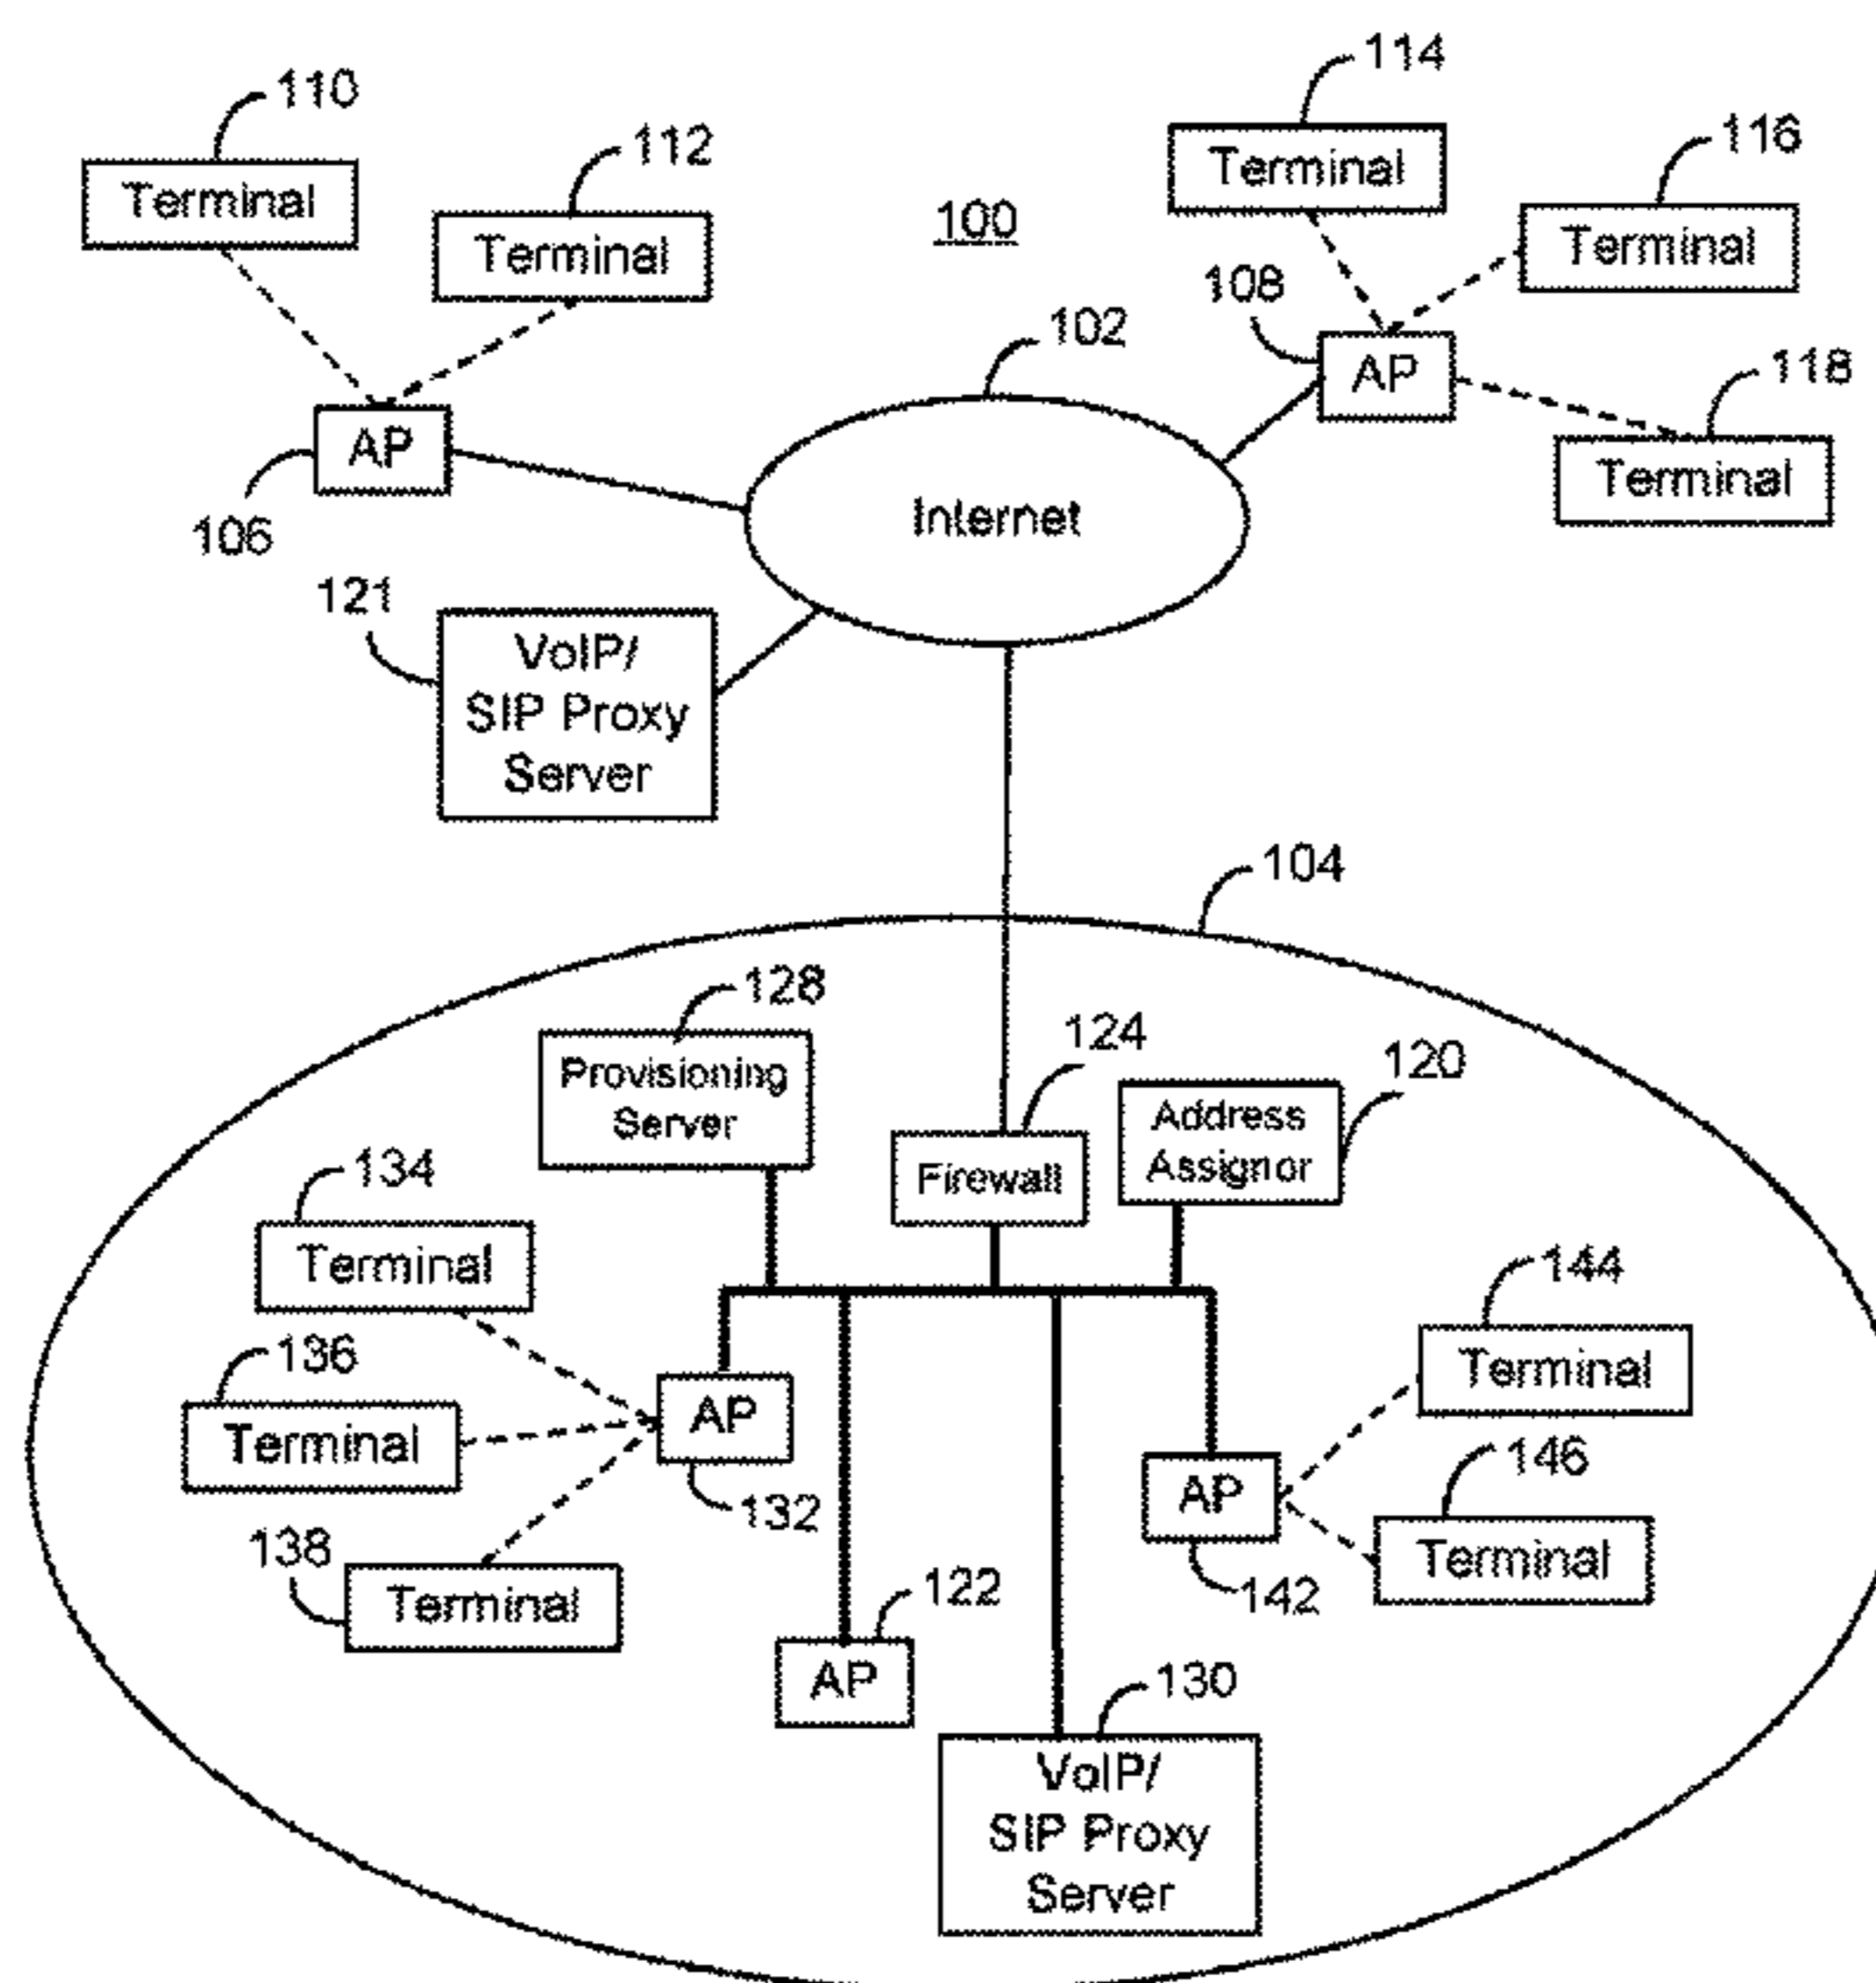 110
Terminal
112
Terminal
100
114
Terminal
116
Terminal
108
AP
118
Terminal
102
AP
106
Internet
121
VoIP/
SIP Proxy
Server
104
128
Provisioning
Server
124
Firewall
120
Address
Assignor
134
Terminal
136
Terminal
138
Terminal
AP
132
122
AP
144
Terminal
146
Terminal
AP
142
130
VoIP/
SIP Proxy
Server